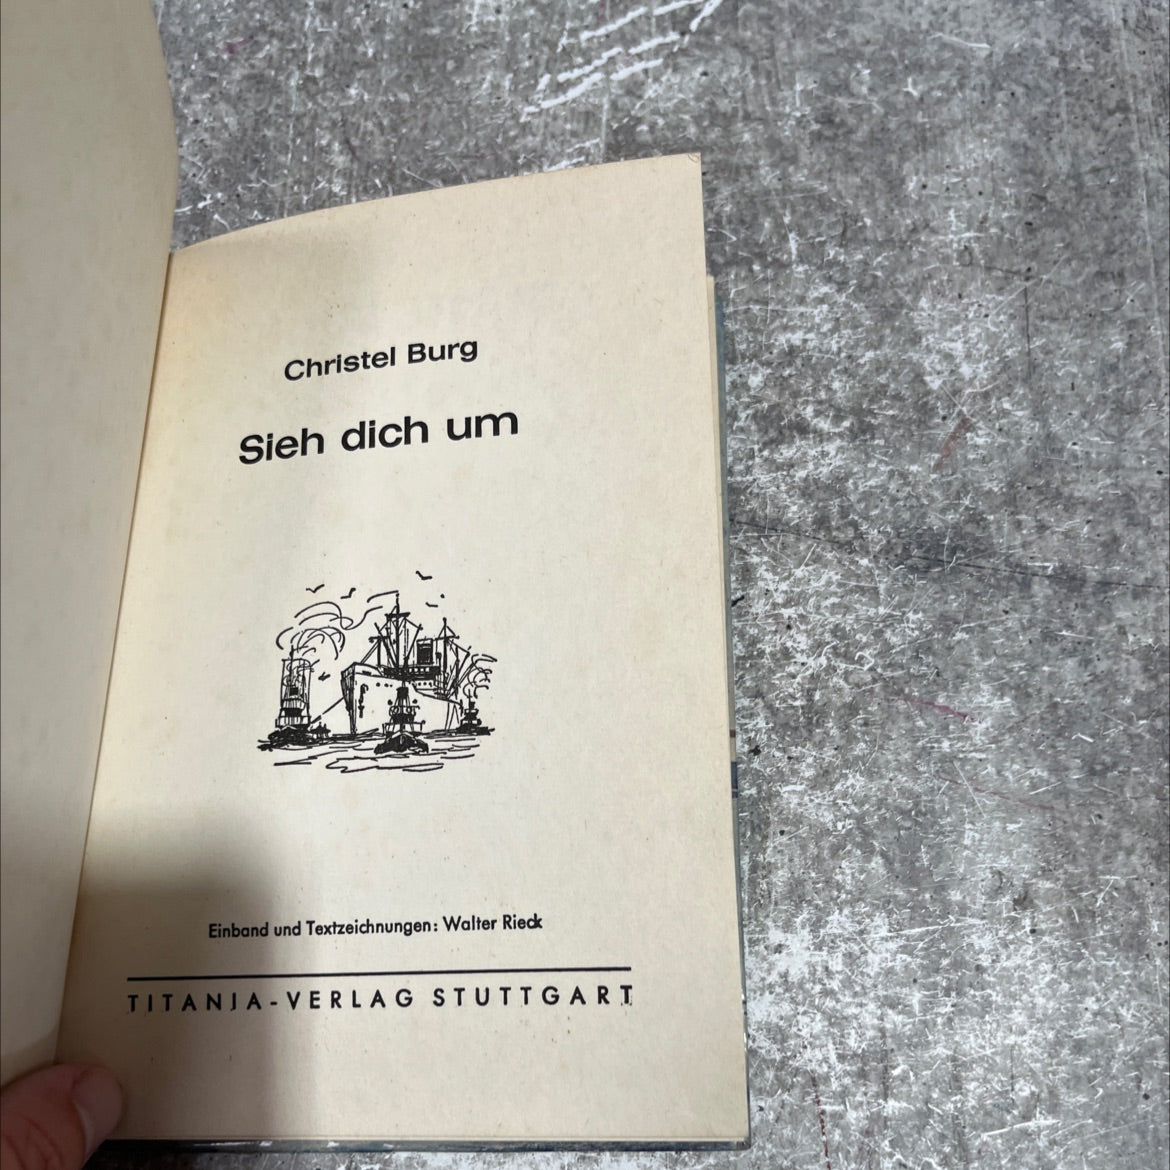 Christel Burg
Sieh dich um
Einband und Textzeichnungen: Walter Rieck
TITANIA-VERLAG STUTTGART